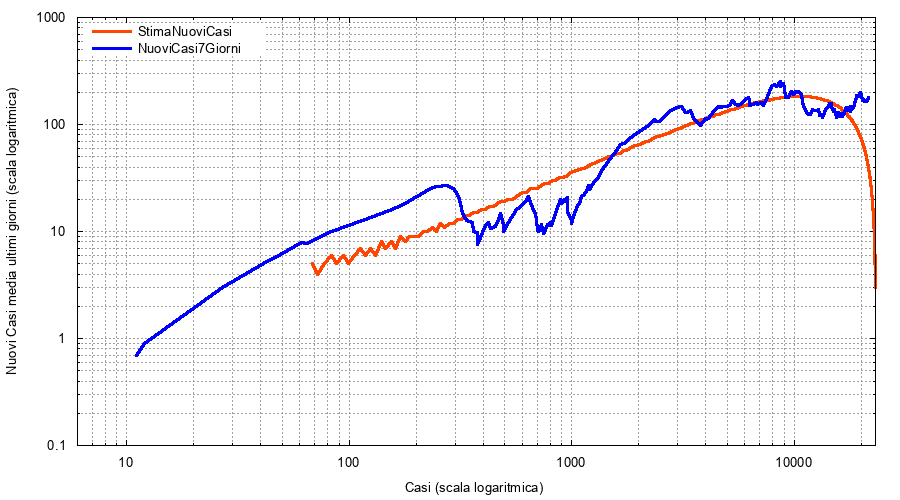 1000
100
10
1
0.1
Nuovi Casi media ultimi giorni (scala logaritmica)
StimaNuoviCasi
NuoviCasi7Giorni
10
100
1000
10000
Casi (scala logaritmica)